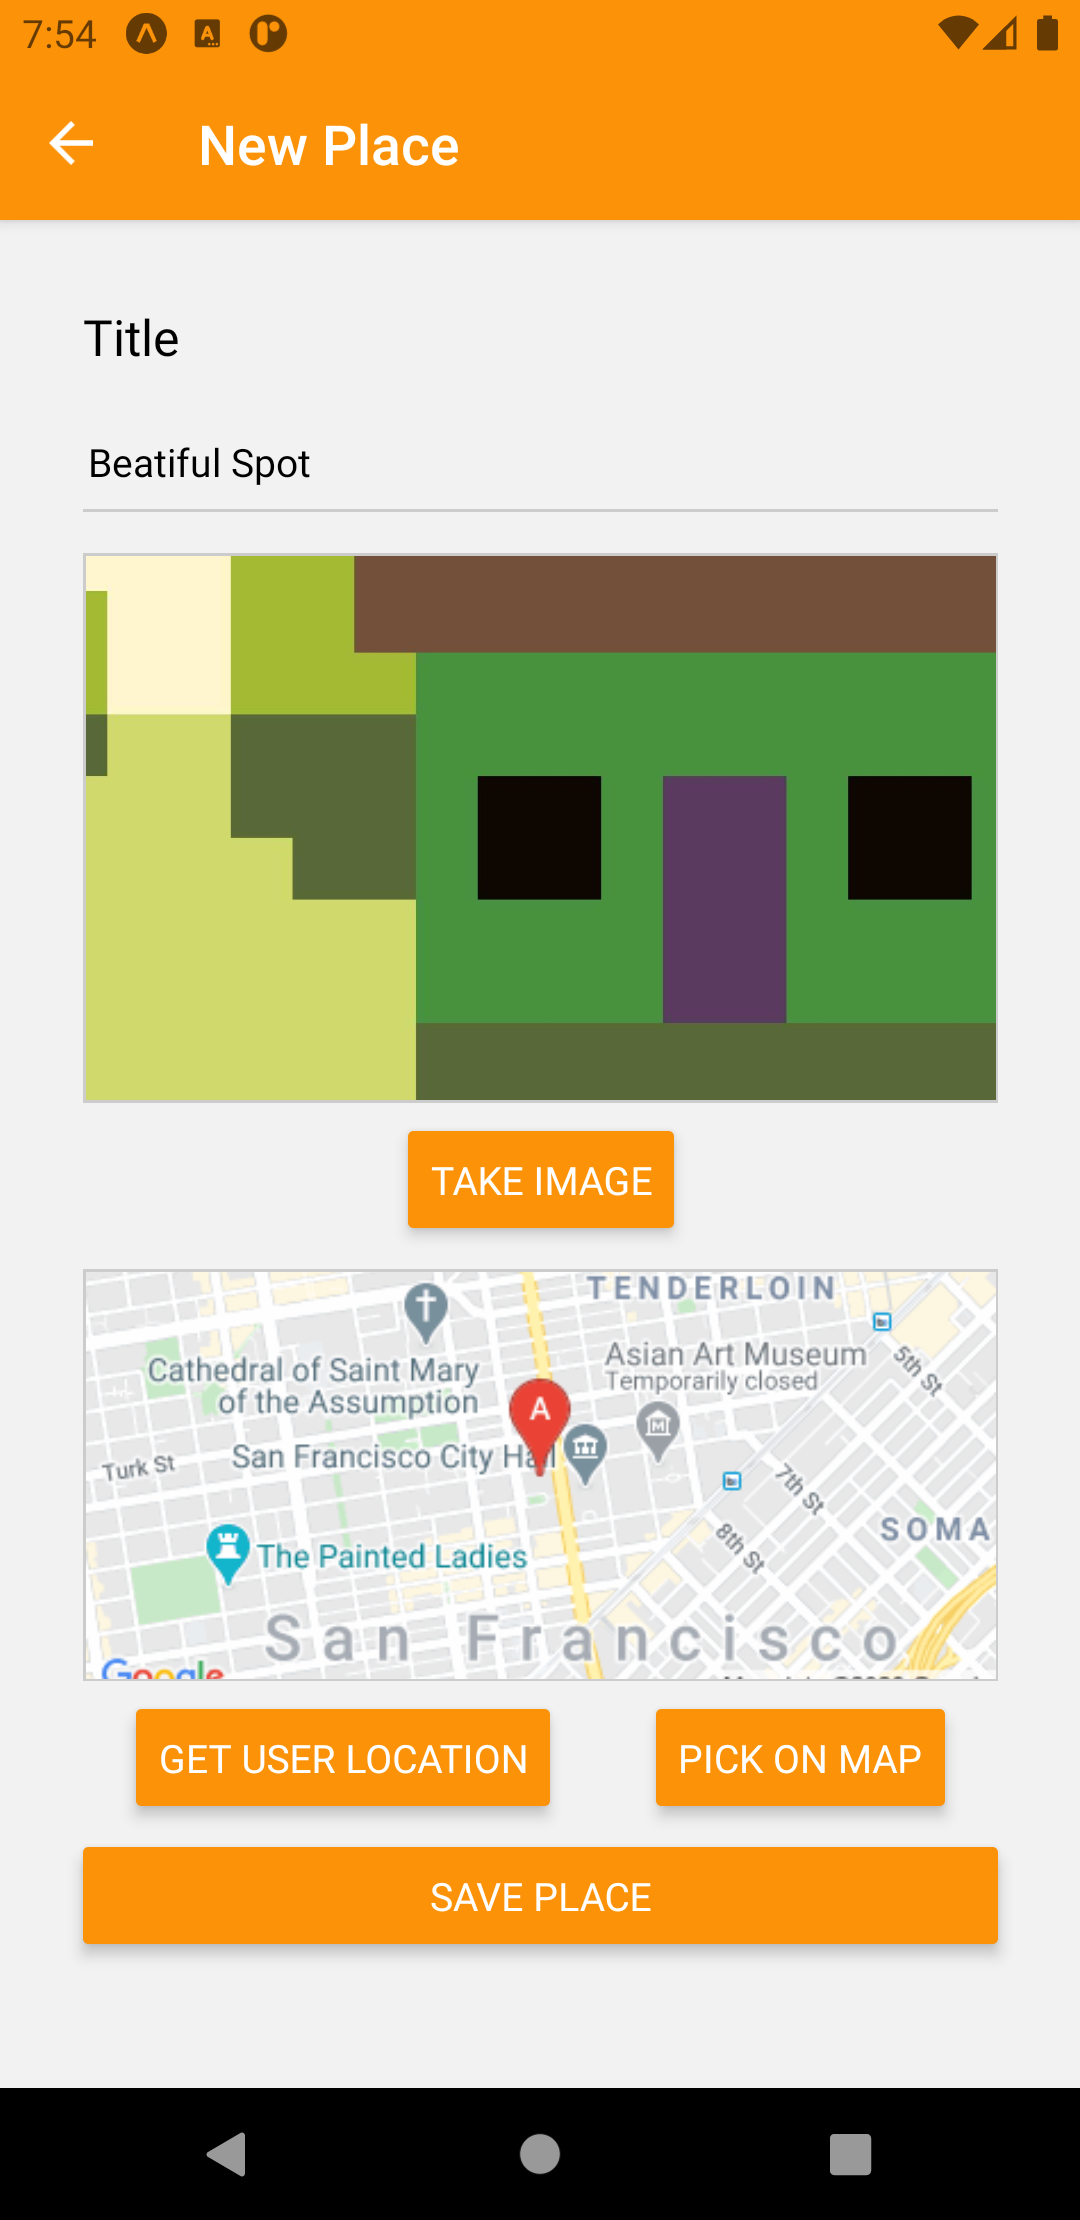 7:54
New Place
Title
Beatiful Spot
TAKE IMAGE
TENDERLOIN
Cathedral of Saint Mary
of the Assumption
Asian Art Museum
Temporarily closed
5th St
A
San Francisco City Hall
Turk St
7th St
8th St
SOMA
The Painted Ladies
San Francisco
Google
GET USER LOCATION
PICK ON MAP
SAVE PLACE